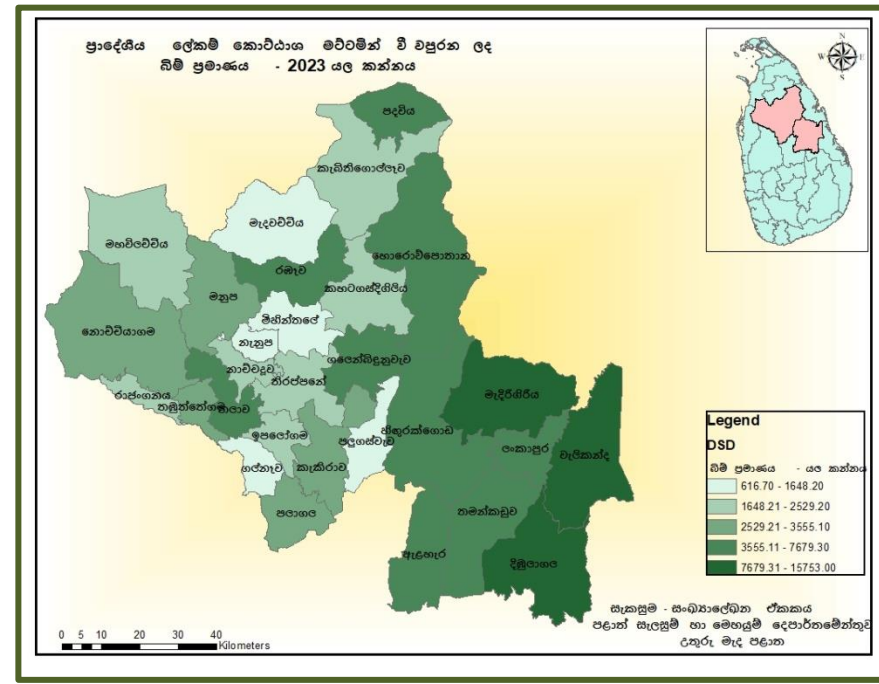 ප්‍රාදේශීය ලේකම් කොට්ඨාශ මට්ටමින් වී වපුරන ලද
බිම් ප්‍රමාණය - 2023 යල කන්නය
N
W E
S
පදවිය
කැබිතිගොල්ලෑව
මැදවච්චිය
මහවිලච්චිය
හොරොව්පොතාන
රඹෑව
කහටගස්දිගිලිය
මනුප
මිහින්තලේ
නොච්චියාගම
නැනුප
ගලෙන්බිඳුනුවැව
නාච්චදූව
තිරප්පනේ
මැදිරිගිරිය
රාජංගනය
තඹුත්තේගම
තලාව
හිඟුරක්ගොඩ
ඉපලෝගම
පලුගස්වැව
ලංකාපුර
වැලිකන්ද
ගල්නෑව
කැකිරාව
තමන්කඩුව
පලාගල
ඇළහැර
දිඹුලාගල
Legend
DSD
බිම් ප්‍රමාණය - යල කන්නය
616.70 - 1648.20
1648.21 - 2529.20
2529.21 - 3555.10
3555.11 - 7679.30
7679.31 - 15753.00
0 5 10 20 30 40
Kilometers
සැකසුම - සංඛ්‍යාලේඛන ඒකකය
පළාත් සැලසුම් හා මෙහයුම් දෙපාර්තමේන්තුව
උතුරු මැද පළාත